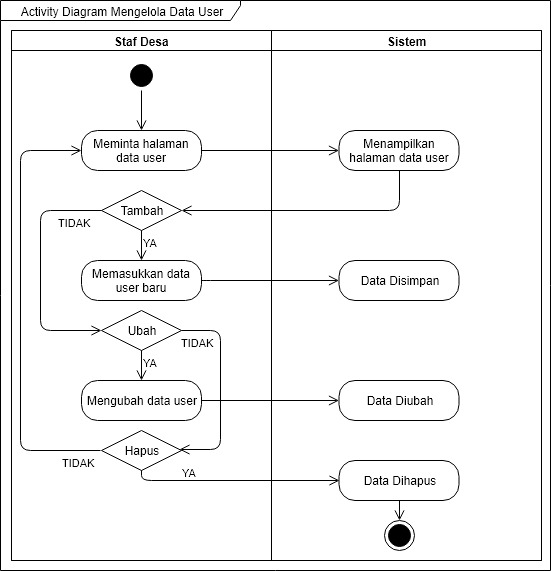 Activity Diagram Mengelola Data User
Staf Desa
Sistem
Meminta halaman
data user
Menampilkan
halaman data user
Tambah
TIDAK
YA
Memasukkan data
user baru
Data Disimpan
Ubah
TIDAK
YA
Mengubah data user
Data Diubah
Hapus
TIDAK
YA
Data Dihapus